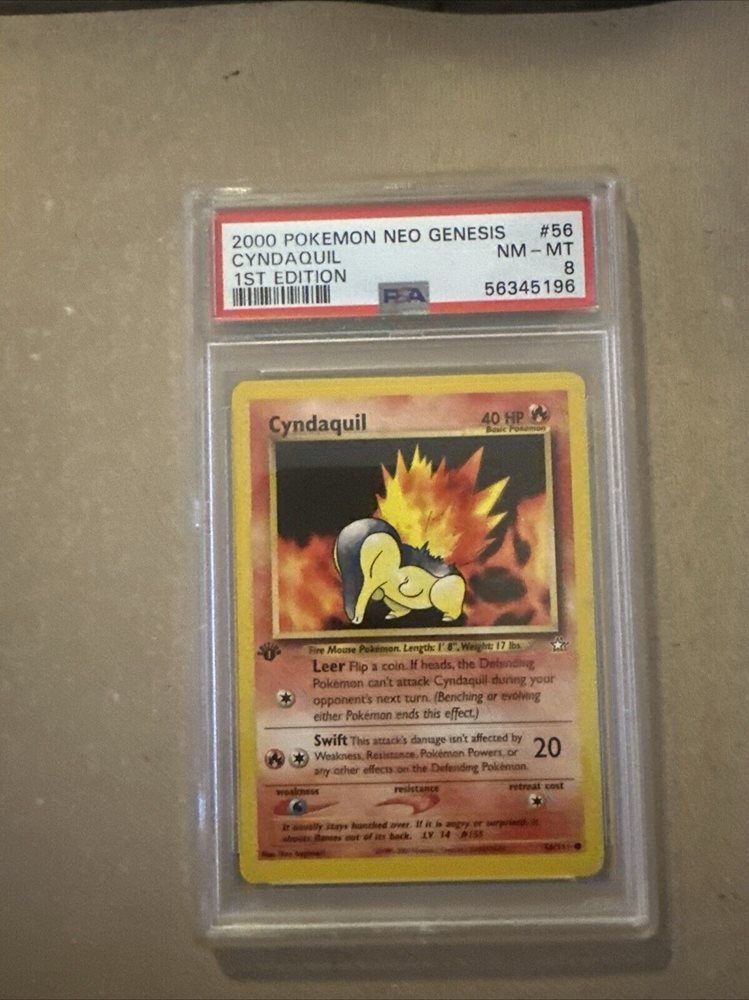 2000 POKEMON NEO GENESIS #56
CYNDAQUIL NM - MT
1ST EDITION 8
PSA 56345196
Cyndaquil 40 HP
Basic Pokémon
Fire Mouse Pokémon. Length: 1' 8", Weight: 17 lbs.
1
Leer Flip a coin. If heads, the Defending
Pokémon can't attack Cyndaquil during your
opponent's next turn. (Benching or evolving
either Pokémon ends this effect.)
Swift This attack's damage isn't affected by
Weakness, Resistance, Pokémon Powers, or 20
any other effects on the Defending Pokémon.
weakness resistance retreat cost
It usually stays hunched over. If it is angry or surprised, it
shoots flames out of its back. LV. 14 #155